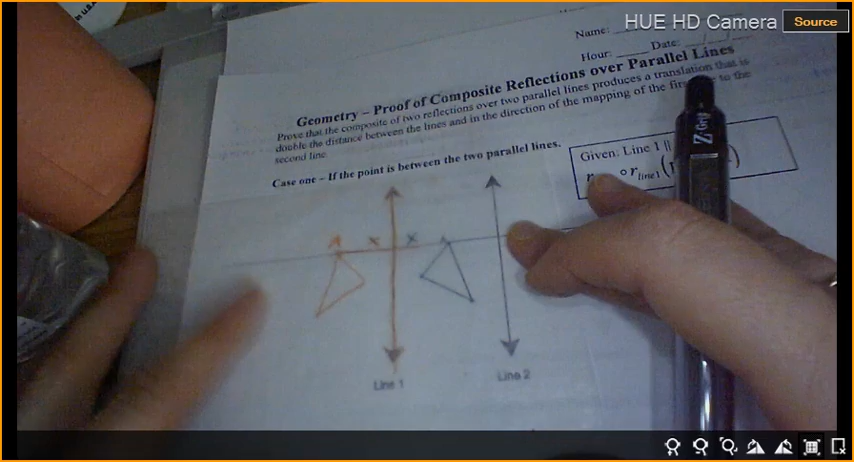 HUE HD Camera
Source
Name:
Hour: Date:
Geometry – Proof of Composite Reflections over Parallel Lines
Prove that the composite of two reflections over two parallel lines produces a translation that is
double the distance between the lines and in the direction of the mapping of the to the
second line.
Case one – If the point is between the two parallel lines.
Given: Line 1 ||
∘ r line1 (
x x
Line 1
Line 2